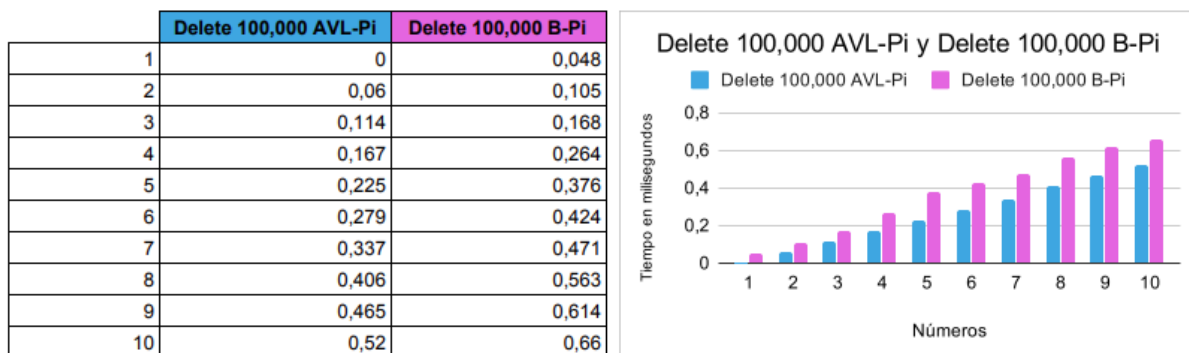 Delete 100,000 AVL-Pi Delete 100,000 B-Pi
1 0 0,048
2 0,06 0,105
3 0,114 0,168
4 0,167 0,264
5 0,225 0,376
6 0,279 0,424
7 0,337 0,471
8 0,406 0,563
9 0,465 0,614
10 0,52 0,66
Delete 100,000 AVL-Pi y Delete 100,000 B-Pi
Delete 100,000 AVL-Pi Delete 100,000 B-Pi
Tiempo en milisegundos
0,8
0,6
0,4
0,2
0
1 2 3 4 5 6 7 8 9 10
Números